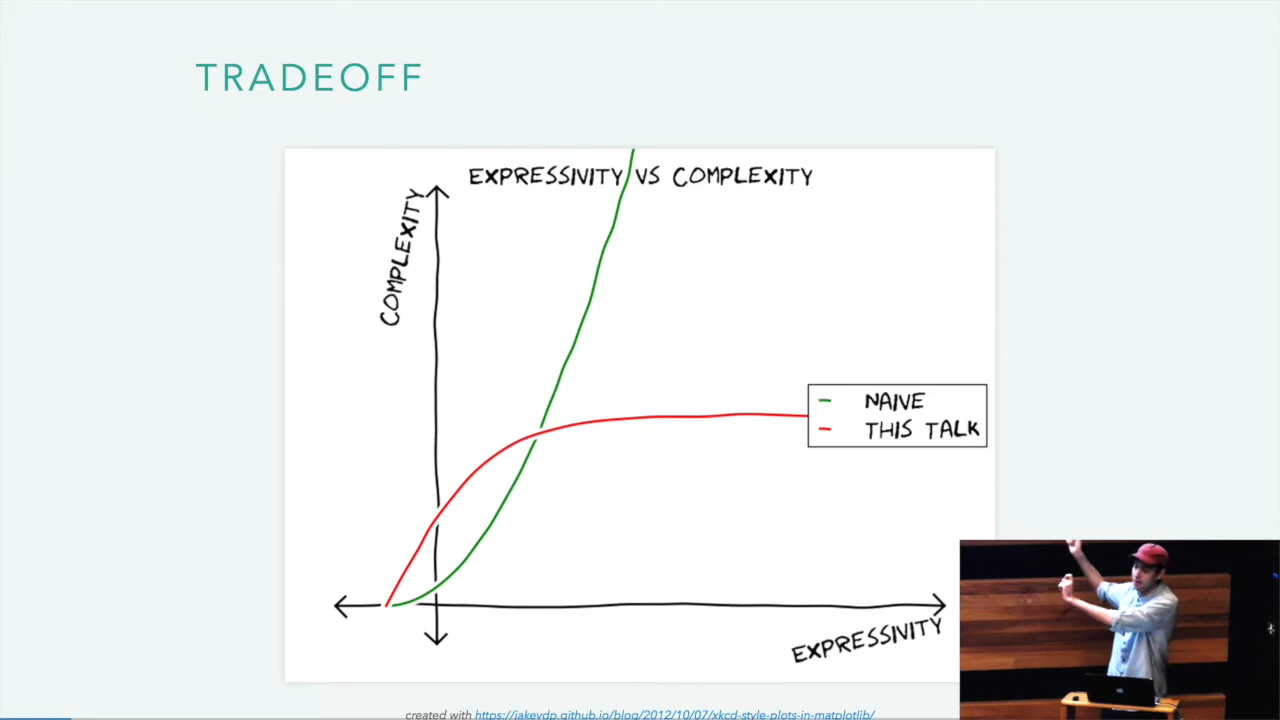 TRADEOFF
EXPRESSIVITY VS COMPLEXITY
COMPLEXITY
NAIVE
THIS TALK
EXPRESSIVITY
created with https://jakevdp.github.io/blog/2012/10/07/xkcd-style-plots-in-matplotlib/